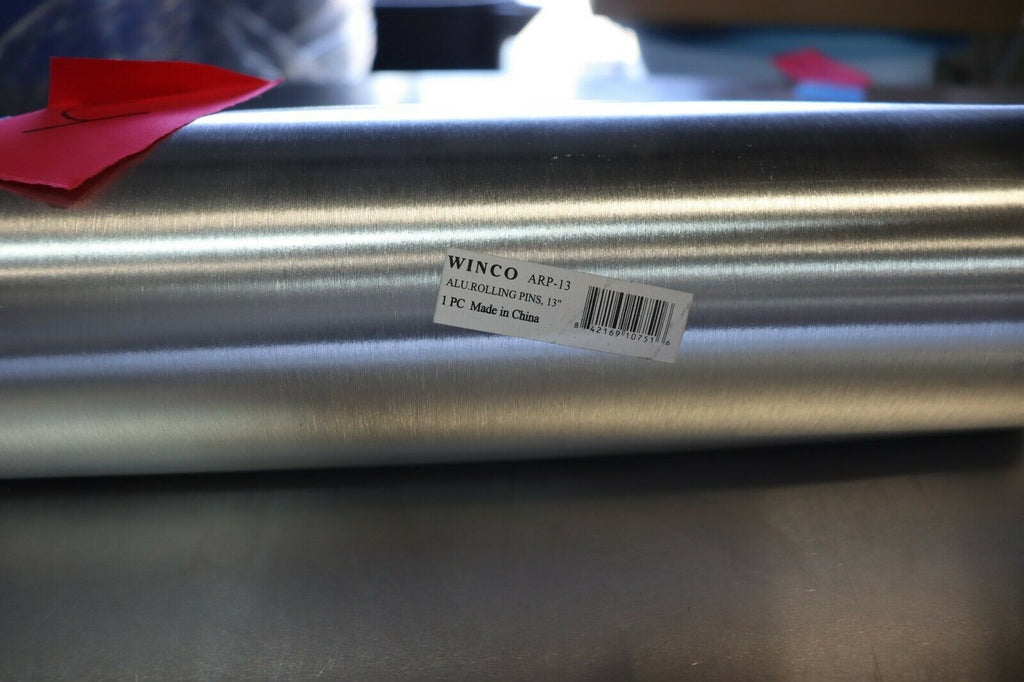 WINCO ARP-13
ALU.ROLLING PINS, 13"
1 PC Made in China
8 42169 10751 6